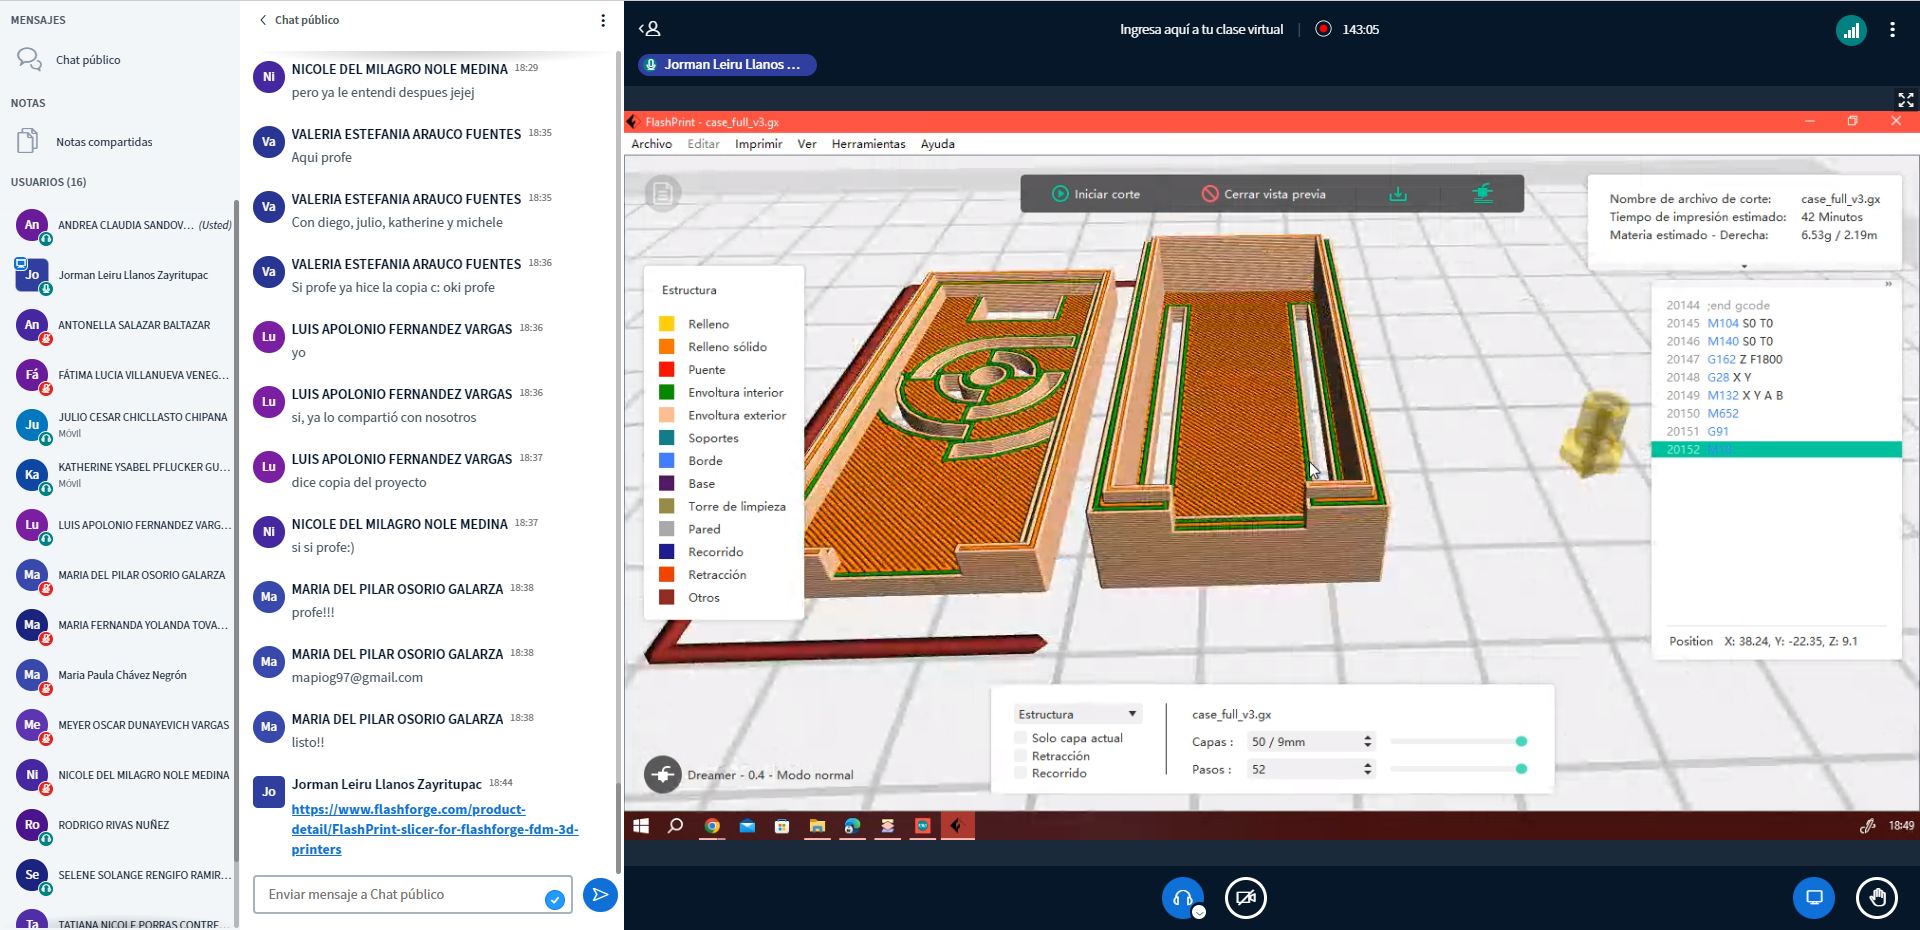 MENSAJES
Chat público
NOTAS
Notas compartidas
USUARIOS (16)
An
ANDREA CLAUDIA SANDOV... (Usted)
Jo
Jorman Leiru Llanos Zayritupac
An
ANTONELLA SALAZAR BALTAZAR
Fá
FÁTIMA LUCIA VILLANUEVA VENEG...
Ju
JULIO CESAR CHICLLASTO CHIPANA
MÓVIL
Ka
KATHERINE YSABEL PFLUCKER GU...
MÓVIL
Lu
LUIS APOLONIO FERNANDEZ VARG...
Ma
MARIA DEL PILAR OSORIO GALARZA
Ma
MARIA FERNANDA YOLANDA TOVA...
Ma
Maria Paula Chávez Negrón
Me
MEYER OSCAR DUNAYEVICH VARGAS
Ni
NICOLE DEL MILAGRO NOLE MEDINA
Ro
RODRIGO RIVAS NUÑEZ
Se
SELENE SOLANGE RENGIFO RAMIR...
Ta
TATIANA NICOLE PORRAS CONTRE...
Chat público
Ni
NICOLE DEL MILAGRO NOLE MEDINA 18:29
pero ya le entendi despues jejej
Va
VALERIA ESTEFANIA ARAUCO FUENTES 18:35
Aqui profe
Va
VALERIA ESTEFANIA ARAUCO FUENTES 18:35
Con diego, julio, katherine y michele
Va
VALERIA ESTEFANIA ARAUCO FUENTES 18:36
Si profe ya hice la copia c: oki profe
Lu
LUIS APOLONIO FERNANDEZ VARGAS 18:36
yo
Lu
LUIS APOLONIO FERNANDEZ VARGAS 18:36
si, ya lo compartió con nosotros
Lu
LUIS APOLONIO FERNANDEZ VARGAS 18:37
dice copia del proyecto
Ni
NICOLE DEL MILAGRO NOLE MEDINA 18:37
si si profe:)
Ma
MARIA DEL PILAR OSORIO GALARZA 18:38
profe!!!
Ma
MARIA DEL PILAR OSORIO GALARZA 18:38
mapiog97@gmail.com
Ma
MARIA DEL PILAR OSORIO GALARZA 18:38
listo!!
Jo
Jorman Leiru Llanos Zayritupac 18:44
https://www.flashforge.com/product-
detail/FlashPrint-slicer-for-flashforge-fdm-3d-
printers
Enviar mensaje a Chat público
Ingresa aquí a tu clase virtual
143:05
Jorman Leiru Llanos ...
FlashPrint - case_full_v3.gx
Archivo Editar Imprimir Ver Herramientas Ayuda
Iniciar corte
Cerrar vista previa
Nombre de archivo de corte: case_full_v3.gx
Tiempo de impresión estimado: 42 Minutos
Materia estimado - Derecha: 6.53g / 2.19m
Estructura
Relleno
Relleno sólido
Puente
Envoltura interior
Envoltura exterior
Soportes
Borde
Base
Torre de limpieza
Pared
Recorrido
Retracción
Otros
20144 ;end gcode
20145 M104 S0 T0
20146 M140 S0 T0
20147 G162 Z F1800
20148 G28 X Y
20149 M132 X Y A B
20150 M652
20151 G91
20152
Position X: 38.24, Y: -22.35, Z: 9.1
Estructura
Solo capa actual
Retracción
Recorrido
case_full_v3.gx
Capas : 50 / 9mm
Pasos : 52
Dreamer - 0.4 - Modo normal
18:49